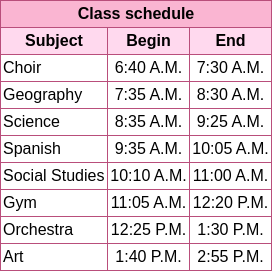 Class schedule
Subject Begin End
Choir 6:40 A.M. 7:30 A.M.
Geography 7:35 A.M. 8:30 A.M.
Science 8:35 A.M. 9:25 A.M.
Spanish 9:35 A.M. 10:05 A.M.
Social Studies 10:10 A.M. 11:00 A.M.
Gym 11:05 A.M. 12:20 P.M.
Orchestra 12:25 P.M. 1:30 P.M.
Art 1:40 P.M. 2:55 P.M.